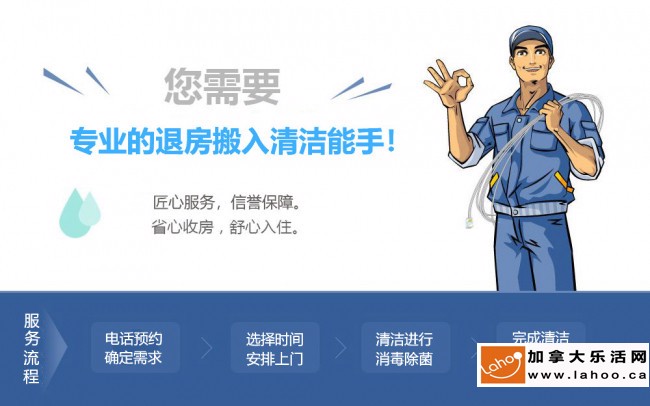 您需要
专业的退房搬入清洁能手!
匠心服务，信誉保障。
省心收房，舒心入住。
服务流程
电话预约
确定需求
选择时间
安排上门
清洁进行
消毒除菌
完成清洁
Lahoo
加拿大乐活网
www.lahoo.ca